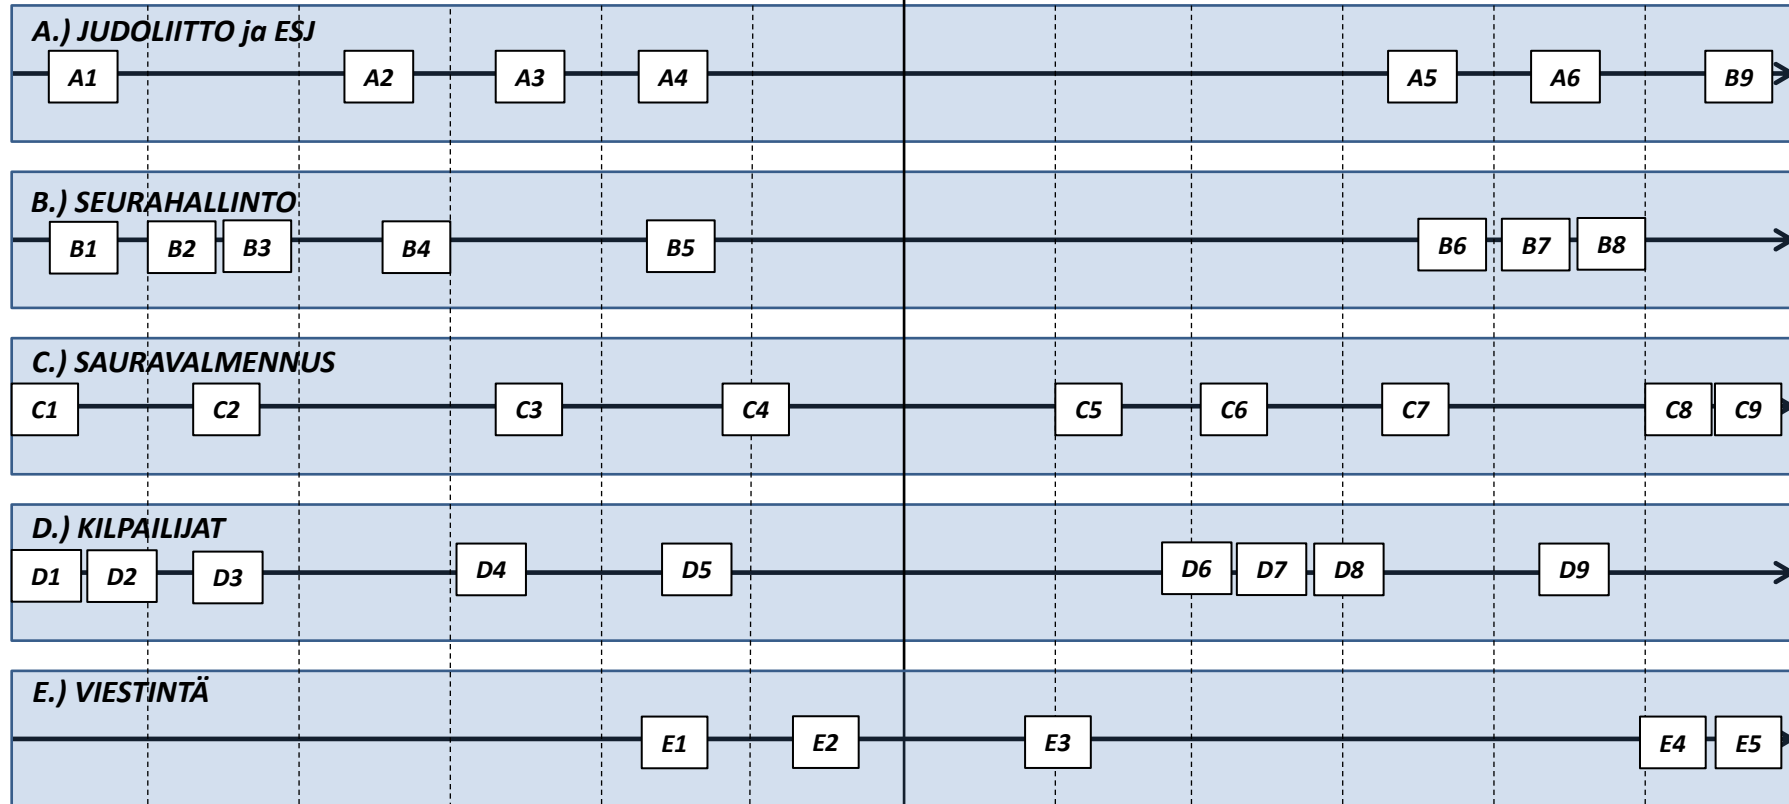 A.) JUDOLIITTO ja ESJ
A1 A2 A3 A4 A5 A6 B9
B.) SEURAHALLINTO
B1 B2 B3 B4 B5 B6 B7 B8
C.) SAURAVALMENNUS
C1 C2 C3 C4 C5 C6 C7 C8 C9
D.) KILPAILIJAT
D1 D2 D3 D4 D5 D6 D7 D8 D9
E.) VIESTINTÄ
E1 E2 E3 E4 E5